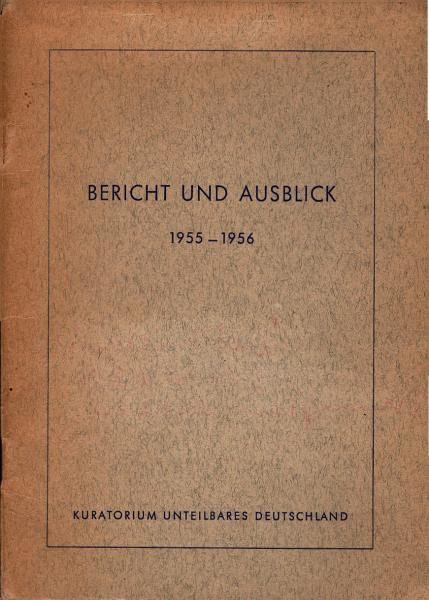 BERICHT UND AUSBLICK
1955 – 1956
KURATORIUM UNTEILBARES DEUTSCHLAND